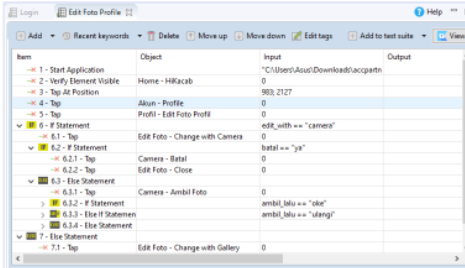 Login Edit Foto Profile Help
Add Recent keywords Delete Move up Move down Edit tags Add to test suite View
Item Object Input Output
1 - Start Application "C:\\Users\\Asus\\Downloads\\accpartn
2 - Verify Element Visible Home - HiKacab 0
3 - Tap At Position 983; 2127
4 - Tap Akun - Profile 0
5 - Tap Profil - Edit Foto Profil 0
6 - If Statement edit_with == "camera"
6.1 - Tap Edit Foto - Change with Camera 0
6.2 - If Statement batal == "ya"
6.2.1 - Tap Camera - Batal 0
6.2.2 - Tap Edit Foto - Close 0
6.3 - Else Statement
6.3.1 - Tap Camera - Ambil Foto 0
6.3.2 - If Statement ambil_lalu == "oke"
6.3.3 - Else If Statemen ambil_lalu == "ulangi"
6.3.4 - Else Statement
7 - Else Statement
7.1 - Tap Edit Foto - Change with Gallery 0